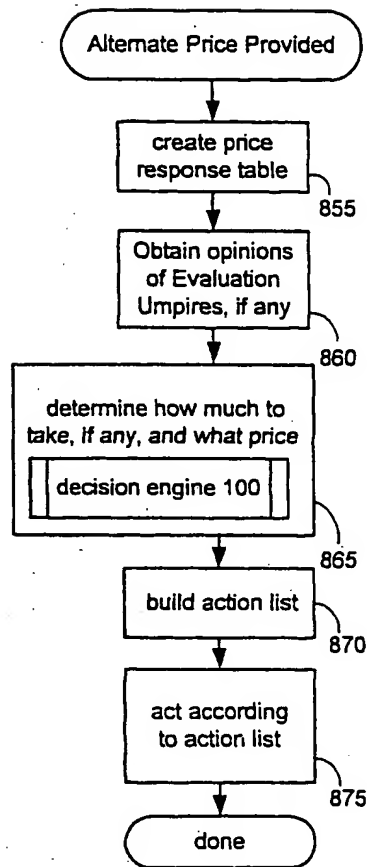 Alternate Price Provided
create price
response table
855
Obtain opinions
of Evaluation
Umpires, if any
860
determine how much to
take, if any, and what price
decision engine 100
865
build action list
870
act according
to action list
875
done